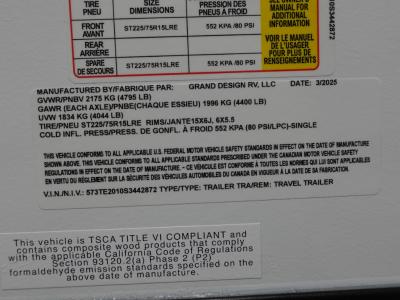 TIRE
PNEU
SIZE
DIMENSIONS
PRESSION DES
PNEUS À FROID
SEE OWNER'S
MANUAL FOR
ADDITIONAL
INFORMATION
VOIR LE MANUEL
DE L'USAGER
POUR PLUS DE
RENSEIGNEMENTS
FRONT
AVANT
ST225/75R15LRE
552 KPA /80 PSI
REAR
ARRIÈRE
SPARE
DE SECOURS
ST225/75R15LRE
552 KPA /80 PSI
2010S3442872
MANUFACTURED BY/FABRIQUE PAR: GRAND DESIGN RV, LLC DATE: 3/2025
GVWR/PNBV 2175 KG (4795 LB)
GAWR (EACH AXLE)/PNBE(CHAQUE ESSIEU) 1996 KG (4400 LB)
UVW 1834 KG (4044 LB)
TIRE/PNEU ST225/75R15LRE RIMS/JANTE15X6J, 6X5.5
COLD INFL. PRESS/PRESS. DE GONFL. À FROID 552 KPA (80 PSI/LPC)-SINGLE
THIS VEHICLE CONFORMS TO ALL APPLICABLE U.S. FEDERAL MOTOR VEHICLE SAFETY STANDARDS IN EFFECT ON THE DATE OF MANUFACTURE
SHOWN ABOVE. THIS VEHICLE CONFORMS TO ALL APPLICABLE STANDARDS PRESCRIBED UNDER THE CANADIAN MOTOR VEHICLE SAFETY
REGULATIONS IN EFFECT ON THE DATE OF MANUFACTURE. - CE VÉHICULE EST CONFORME À TOUTES LES NORMES QUI LUI SONT APPLICABLES
EN VERTU DU RÈGLEMENT SUR LA SÉCURITÉ DES VÉHICULES AUTOMOBILES DU CANADA EN VIGUEUR À LA DATE DE SA FABRICATION.
V.I.N./N.I.V.: 573TE2010S3442872 TYPE/TYPE: TRAILER TRA/REM: TRAVEL TRAILER
This vehicle is TSCA TITLE VI COMPLIANT and
contains composite wood products that comply
with the applicable California Code of Regulations
Section 93120.2(a) Phase 2 (P2)
formaldehyde emission standards specified on the
above date of manufacture.